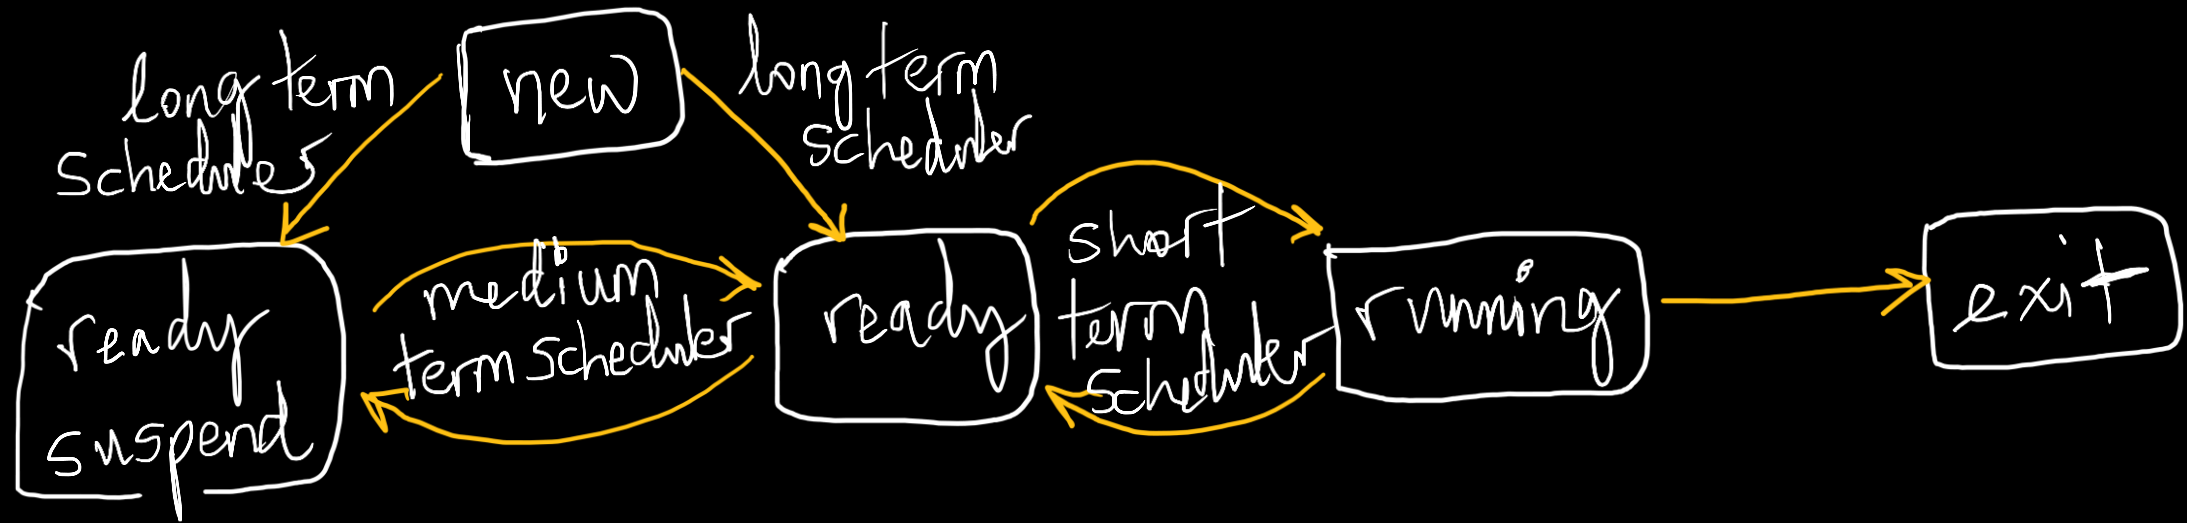 long term
scheduler
new
long term
scheduler
ready
suspend
medium
term scheduler
ready
short
term
scheduler
running
exit